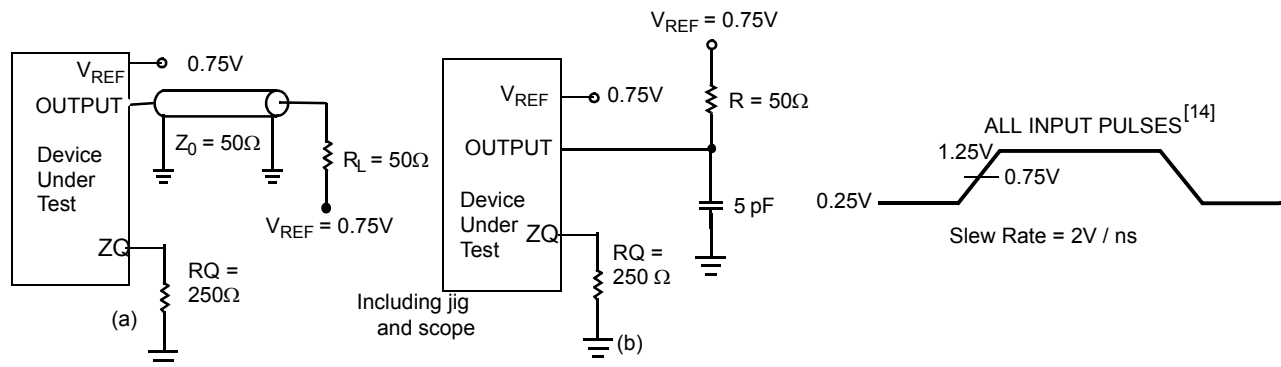 V_REF 0.75V
OUTPUT
Z_0 = 50Ω
Device
Under
Test
R_L = 50Ω
V_REF = 0.75V
ZQ
RQ =
250Ω
(a)
V_REF = 0.75V
V_REF 0.75V
R = 50Ω
OUTPUT
Device
Under
Test
5 pF
ZQ
RQ =
250 Ω
Including jig
and scope
(b)
ALL INPUT PULSES[14]
1.25V
0.75V
0.25V
Slew Rate = 2V / ns